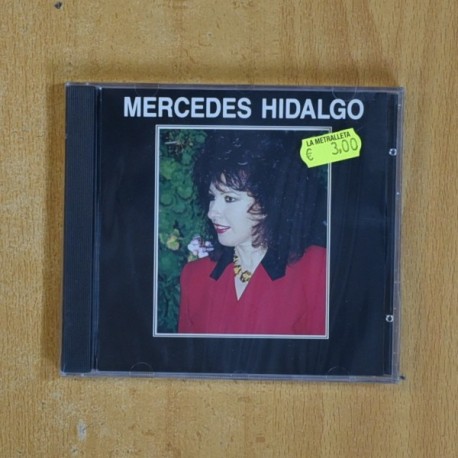 MERCEDES HIDALGO
LA METRALLETA
€ 3,00